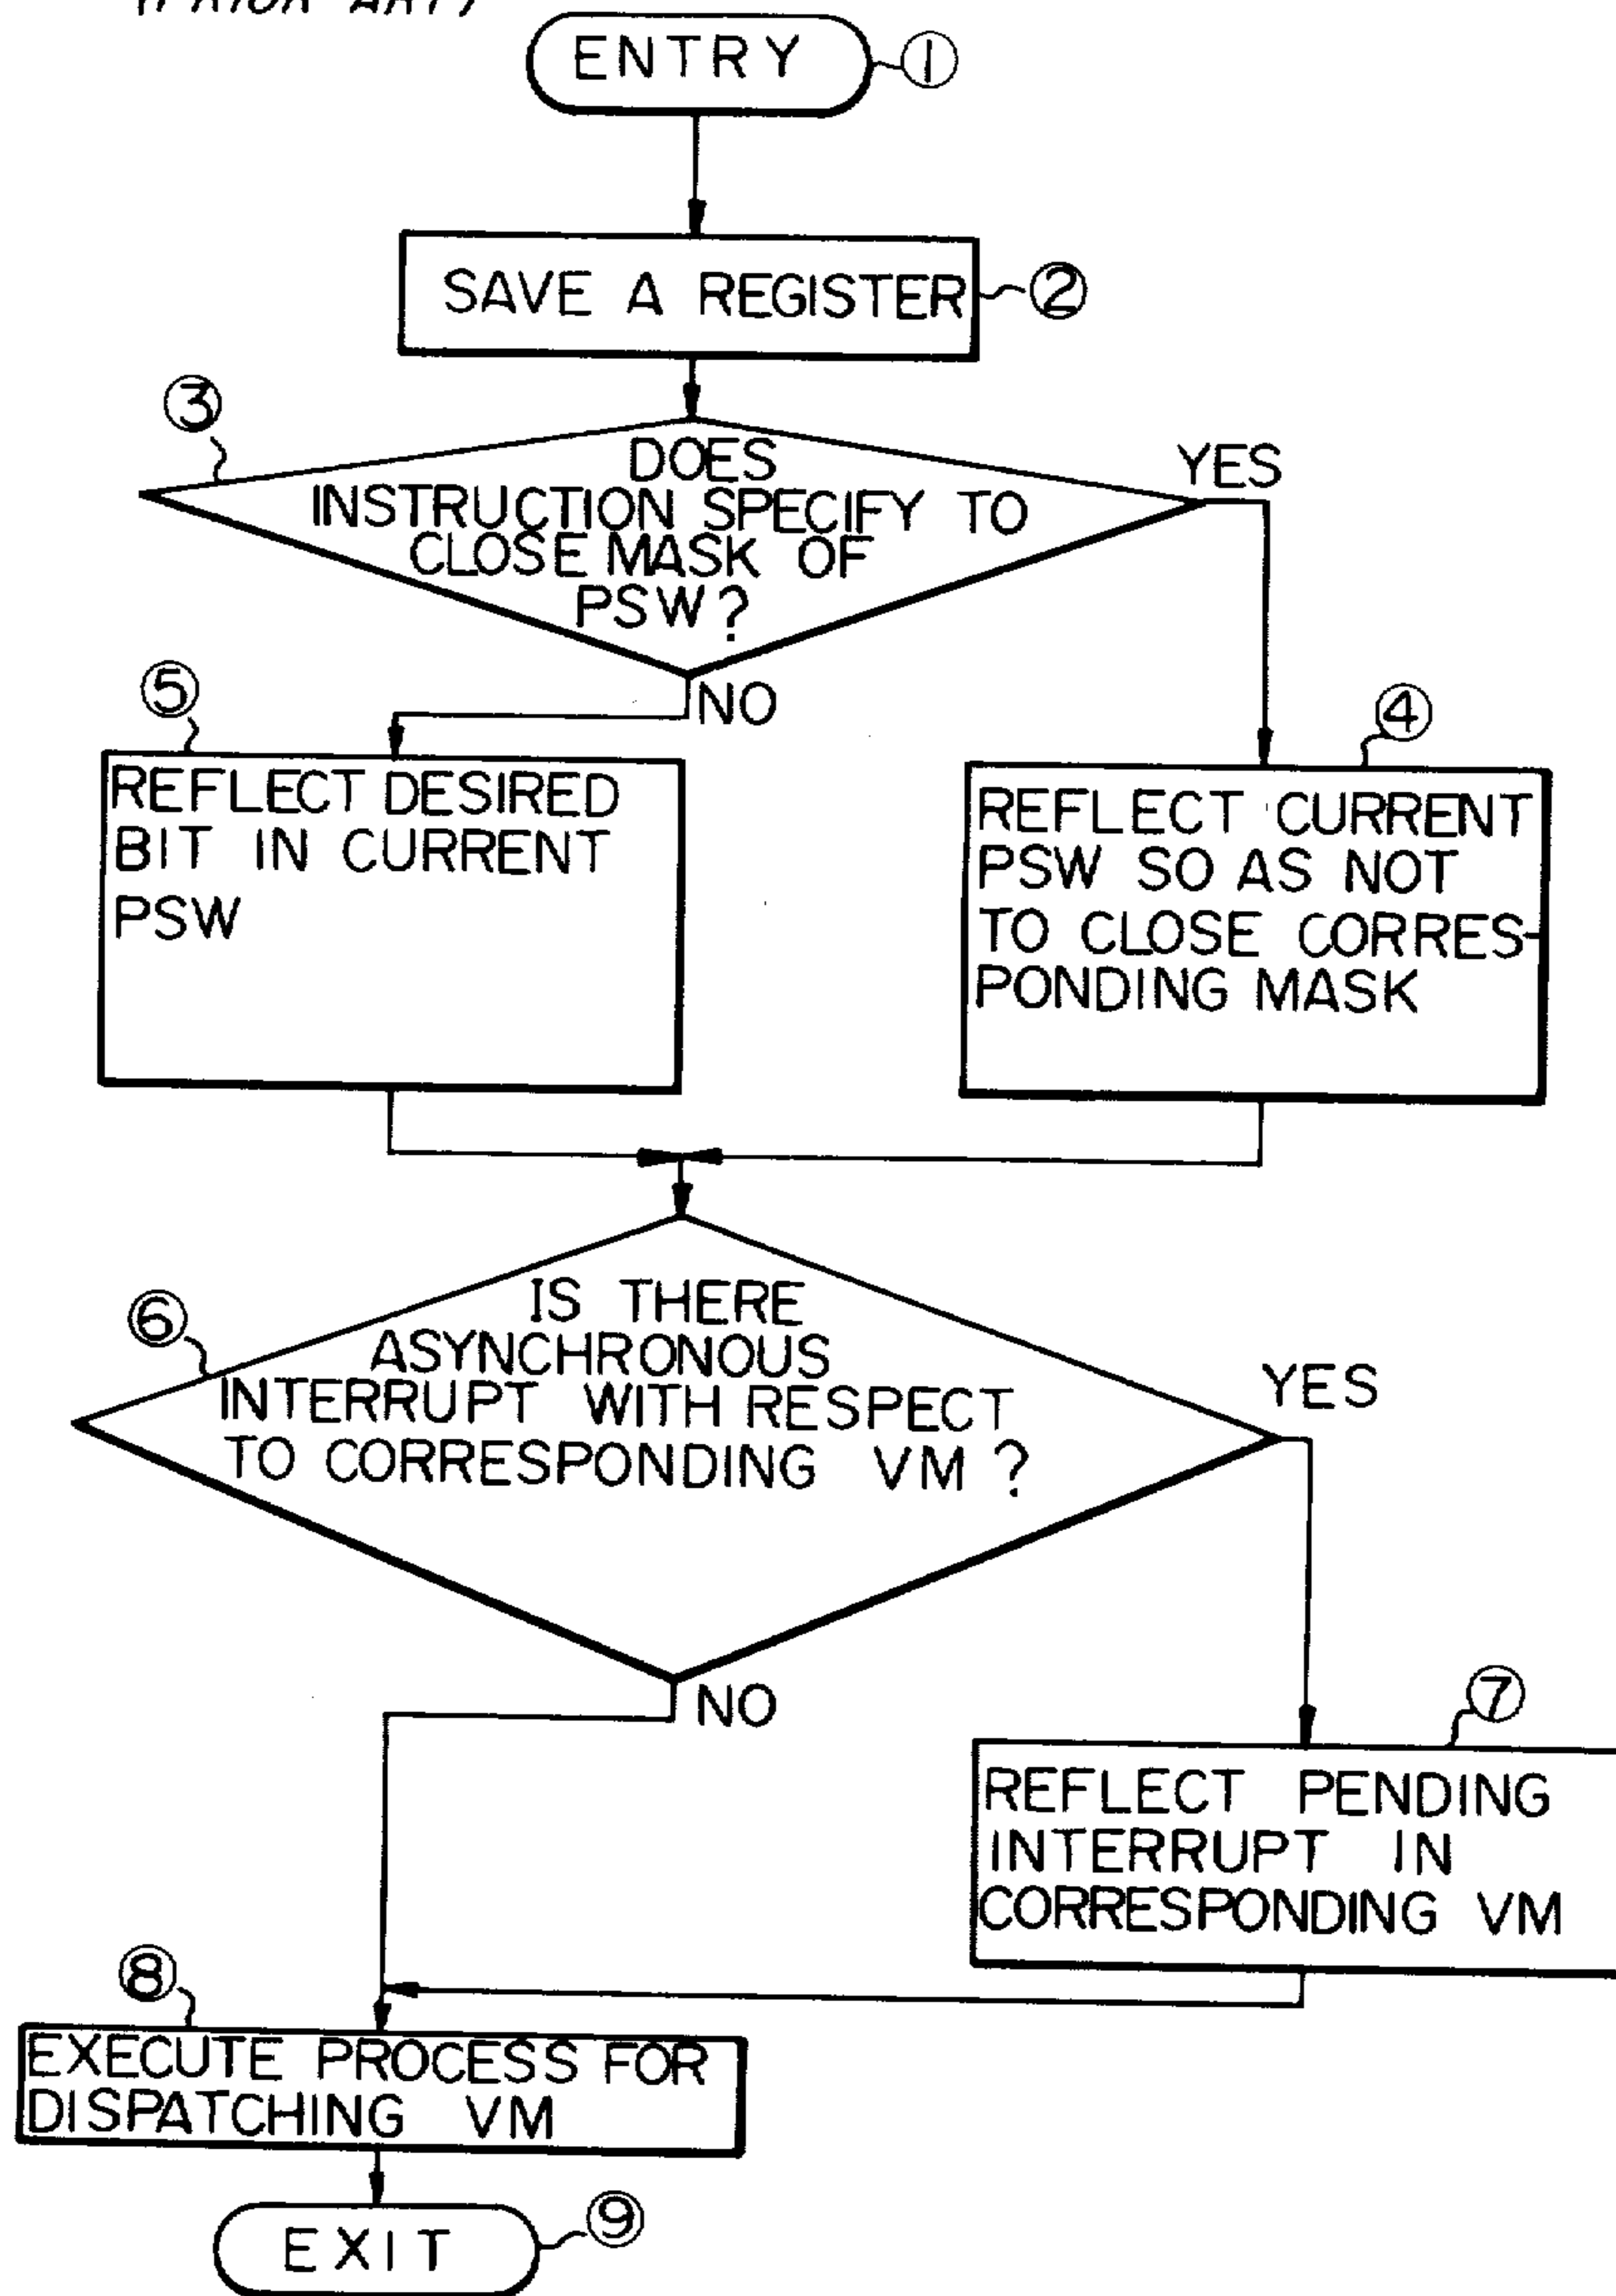 (PRIOR ART)
ENTRY
①
SAVE A REGISTER
②
③
DOES
INSTRUCTION SPECIFY TO
CLOSE MASK OF
PSW?
YES
NO
⑤
REFLECT DESIRED
BIT IN CURRENT
PSW
④
REFLECT CURRENT
PSW SO AS NOT
TO CLOSE CORRES-
PONDING MASK
⑥
IS THERE
ASYNCHRONOUS
INTERRUPT WITH RESPECT
TO CORRESPONDING VM ?
YES
NO
⑦
REFLECT PENDING
INTERRUPT IN
CORRESPONDING VM
⑧
EXECUTE PROCESS FOR
DISPATCHING VM
EXIT
⑨